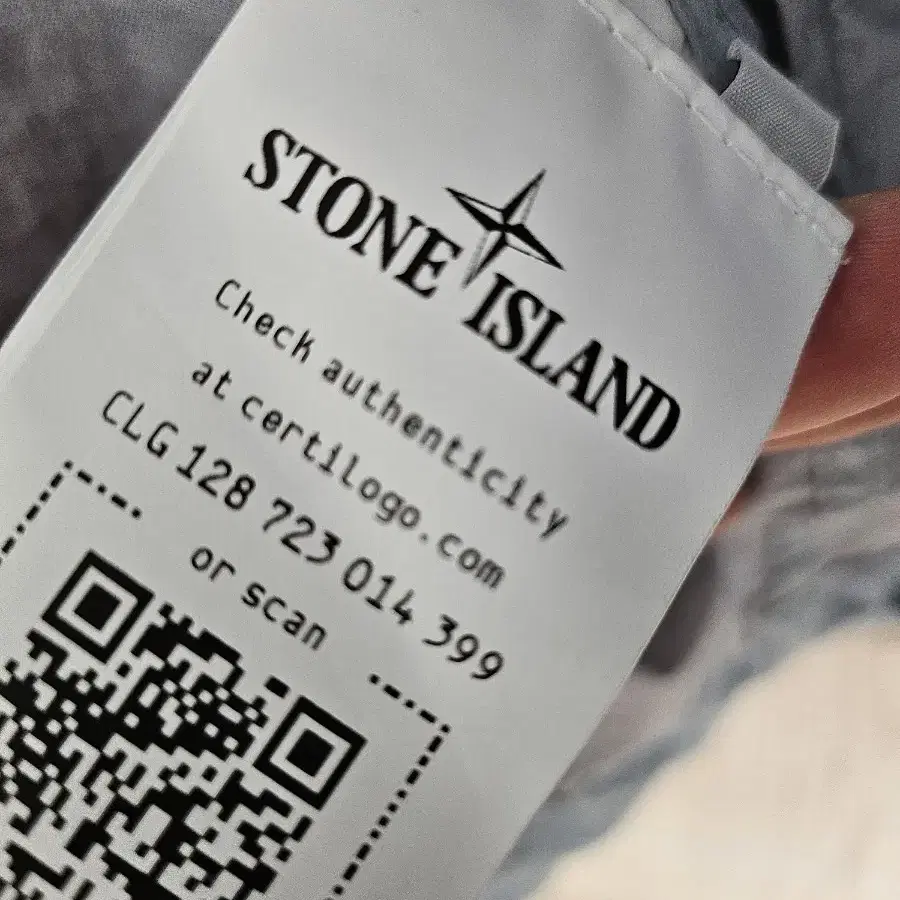 STONE ISLAND
Check authenticity
at certilogo.com
CLG 128 723 014 399
or scan